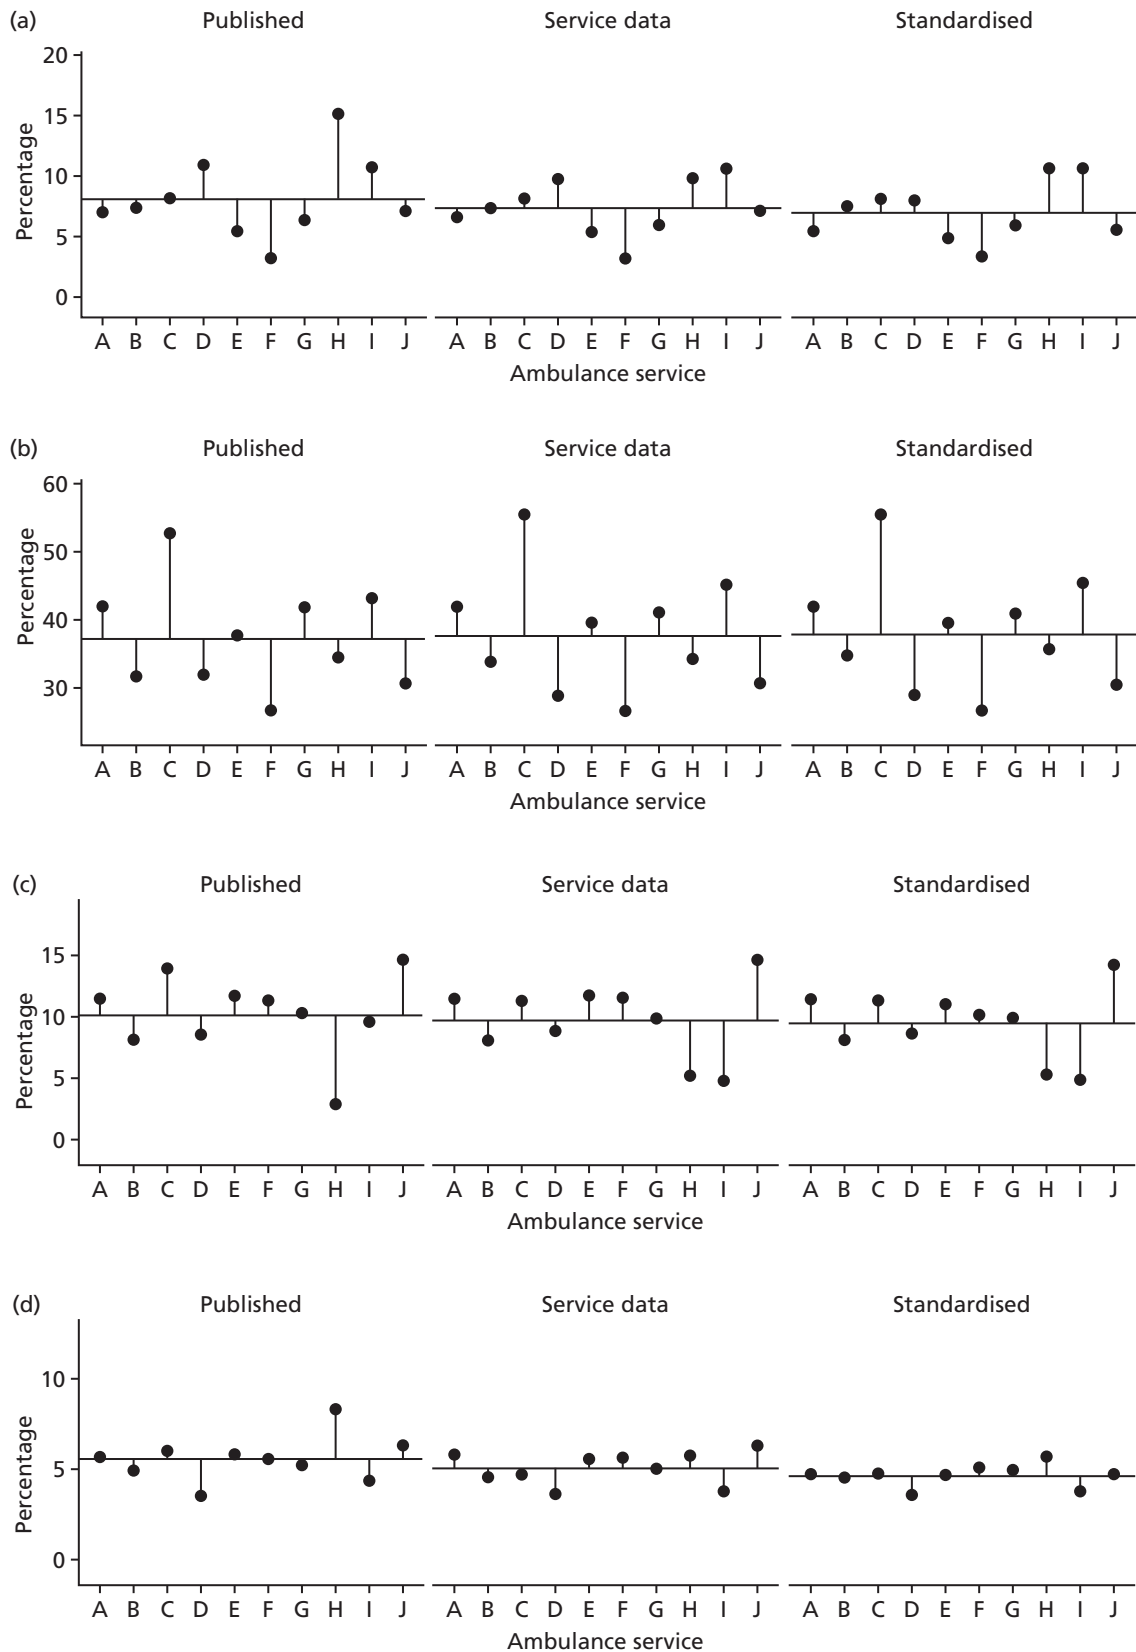 (a)
Published Service data Standardised
20
15
10
5
0
Percentage
A B C D E F G H I J A B C D E F G H I J A B C D E F G H I J
Ambulance service
(b)
Published Service data Standardised
60
50
40
30
Percentage
A B C D E F G H I J A B C D E F G H I J A B C D E F G H I J
Ambulance service
(c)
Published Service data Standardised
15
10
5
0
Percentage
A B C D E F G H I J A B C D E F G H I J A B C D E F G H I J
Ambulance service
(d)
Published Service data Standardised
10
5
0
Percentage
A B C D E F G H I J A B C D E F G H I J A B C D E F G H I J
Ambulance service